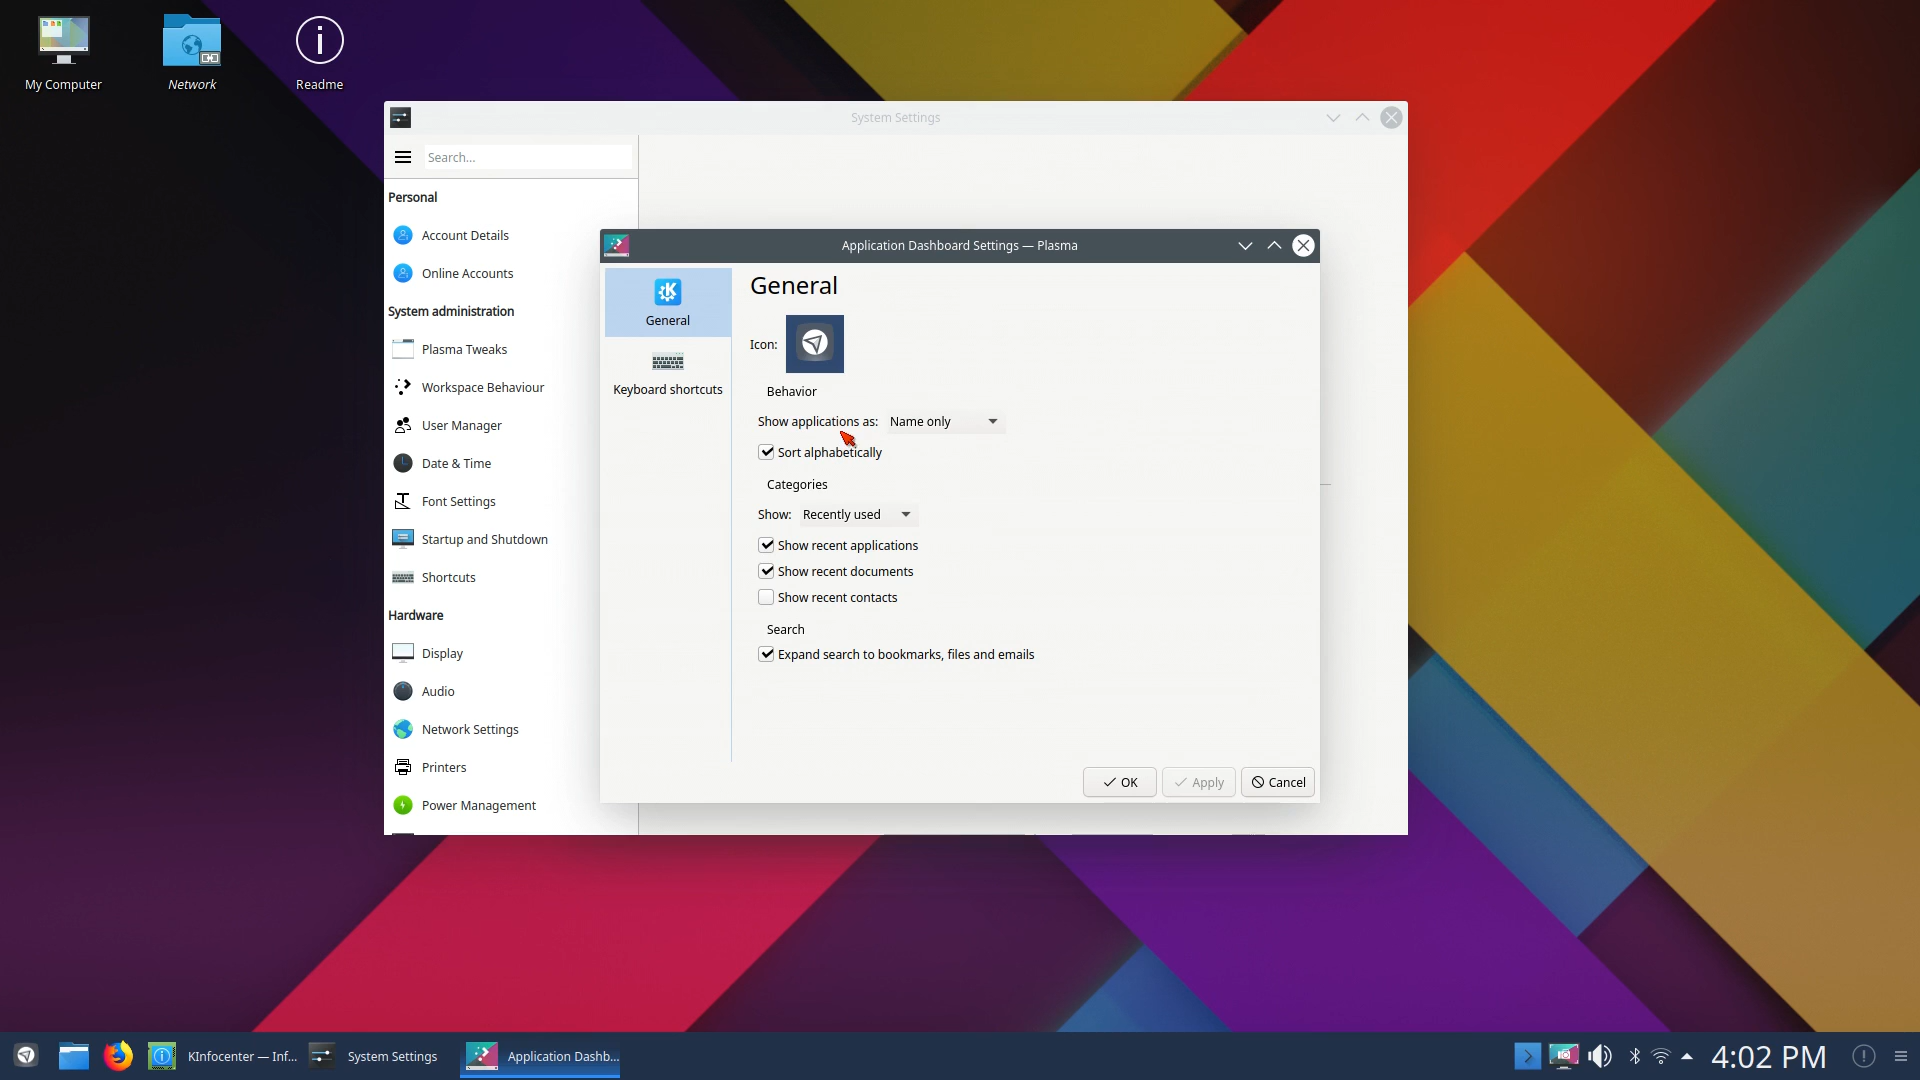 My Computer
Network
Readme
System Settings
Search...
Personal
Account Details
Online Accounts
System administration
Plasma Tweaks
Workspace Behaviour
User Manager
Date & Time
Font Settings
Startup and Shutdown
Shortcuts
Hardware
Display
Audio
Network Settings
Printers
Power Management
Application Dashboard Settings — Plasma
General
Keyboard shortcuts
General
Icon:
Behavior
Show applications as: Name only
Sort alphabetically
Categories
Show: Recently used
Show recent applications
Show recent documents
Show recent contacts
Search
Expand search to bookmarks, files and emails
OK
Apply
Cancel
KInfocenter — Inf...
System Settings
Application Dashb...
4:02 PM